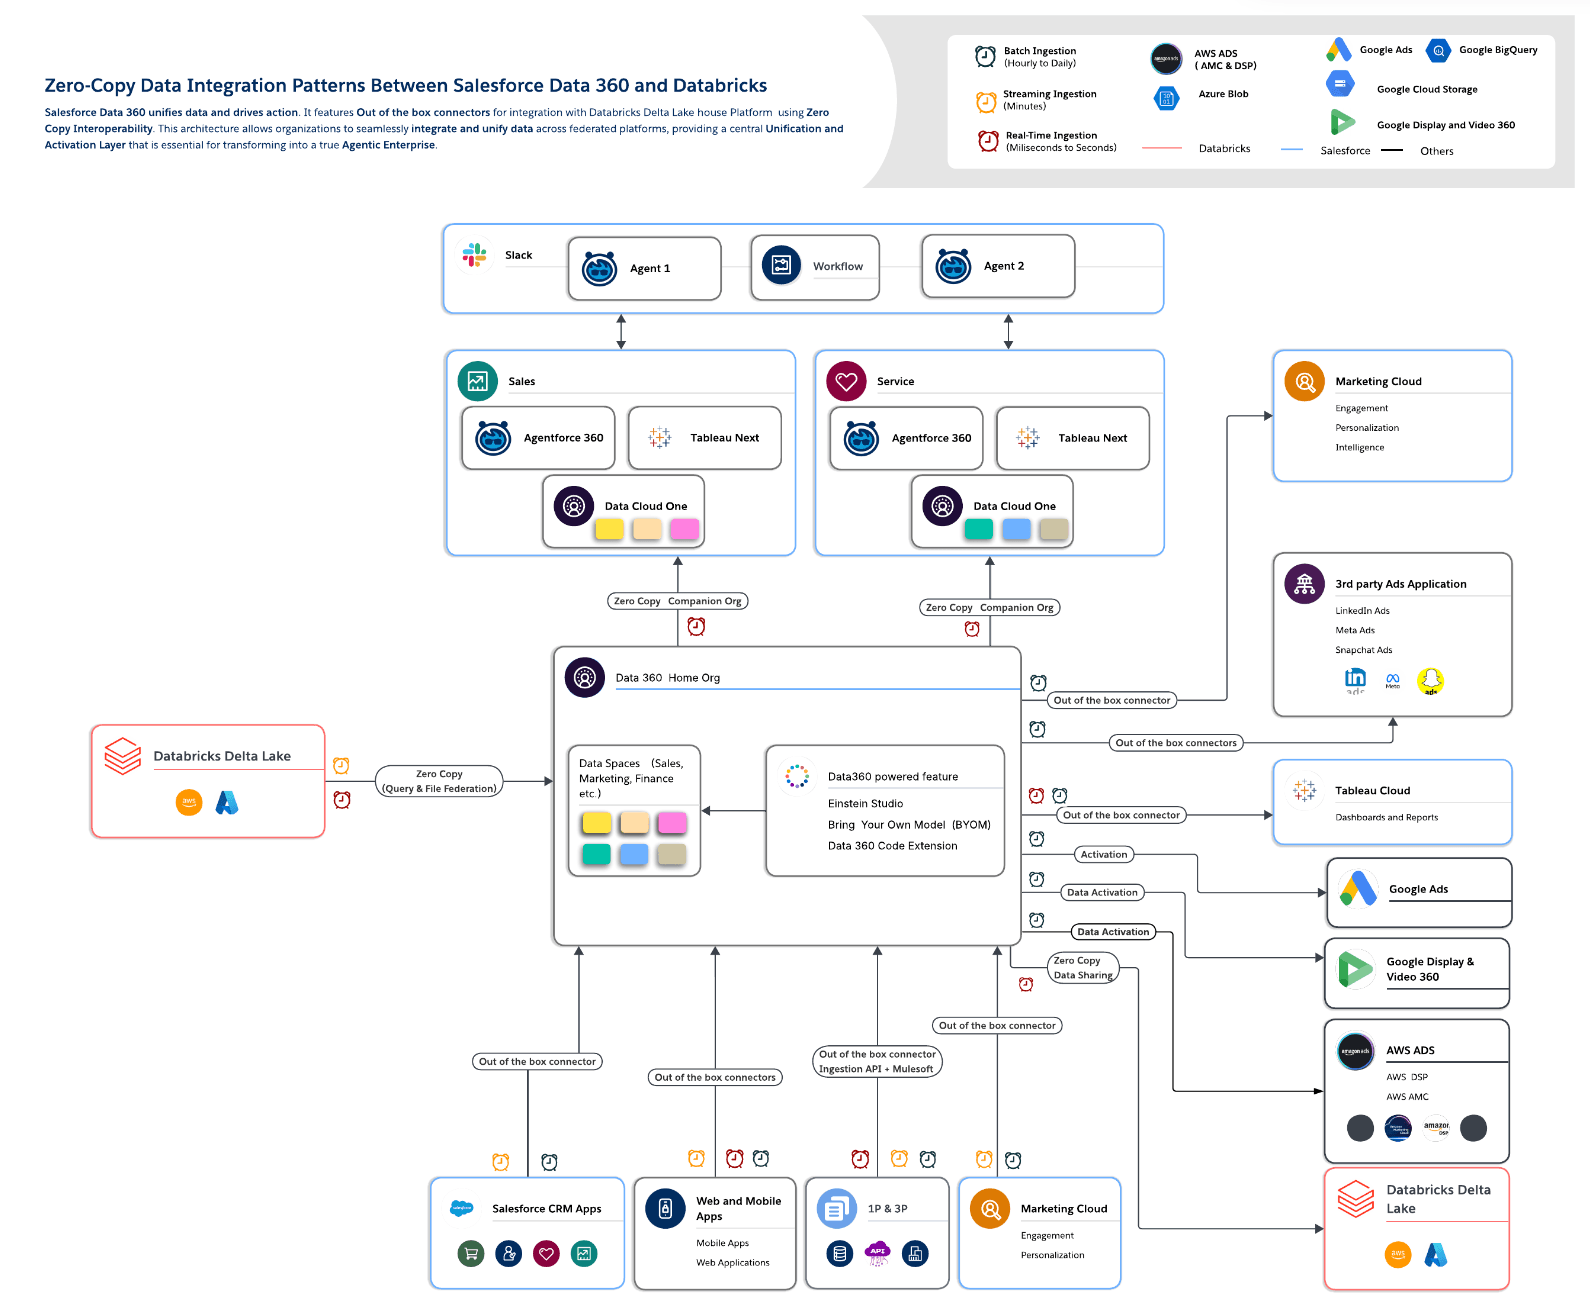 Zero-Copy Data Integration Patterns Between Salesforce Data 360 and Databricks
Salesforce Data 360 unifies data and drives action. It features Out of the box connectors for integration with Databricks Delta Lake house Platform using Zero
Copy Interoperability. This architecture allows organizations to seamlessly integrate and unify data across federated platforms, providing a central Unification and
Activation Layer that is essential for transforming into a true Agentic Enterprise.
Batch Ingestion
(Hourly to Daily)
Streaming Ingestion
(Minutes)
Real-Time Ingestion
(Miliseconds to Seconds)
amazon ads
AWS ADS
( AMC & DSP)
Azure Blob
Google Ads
Google BigQuery
Google Cloud Storage
Google Display and Video 360
Databricks
Salesforce
Others
Slack
Agent 1
Workflow
Agent 2
Sales
Agentforce 360
Tableau Next
Data Cloud One
Service
Agentforce 360
Tableau Next
Data Cloud One
Marketing Cloud
Engagement
Personalization
Intelligence
Zero Copy Companion Org
Zero Copy Companion Org
3rd party Ads Application
LinkedIn Ads
Meta Ads
Snapchat Ads
in
ads
Meta
ads
Data 360 Home Org
Out of the box connector
Out of the box connectors
Databricks Delta Lake
aws
Zero Copy
(Query & File Federation)
Data Spaces (Sales,
Marketing, Finance
etc.)
Data360 powered feature
Einstein Studio
Bring Your Own Model (BYOM)
Data 360 Code Extension
Out of the box connector
Tableau Cloud
Dashboards and Reports
Activation
Google Ads
Data Activation
Data Activation
Google Display &
Video 360
Zero Copy
Data Sharing
Out of the box connector
Out of the box connector
Out of the box connectors
Out of the box connector
Ingestion API + Mulesoft
amazon ads
AWS ADS
AWS DSP
AWS AMC
amazon
DSP
Salesforce CRM Apps
Web and Mobile
Apps
Mobile Apps
Web Applications
1P & 3P
API
Marketing Cloud
Engagement
Personalization
Databricks Delta
Lake
aws